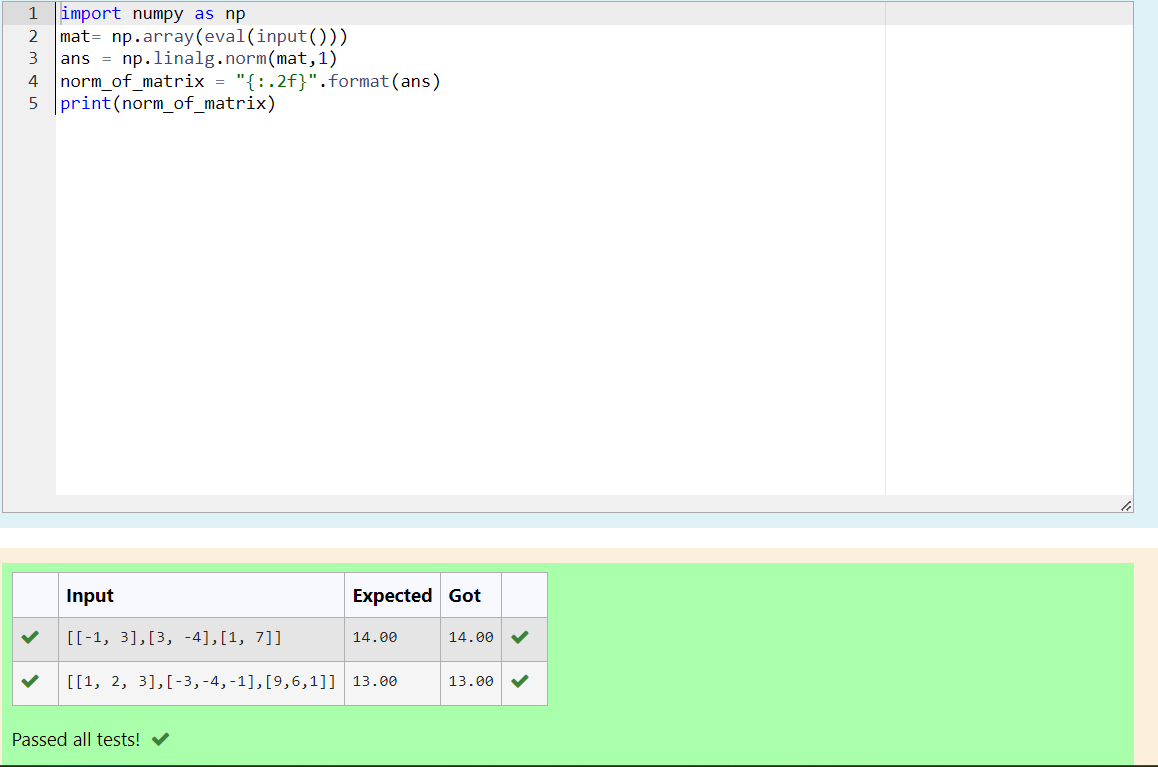 1 import numpy as np
2 mat= np.array(eval(input()))
3 ans = np.linalg.norm(mat,1)
4 norm_of_matrix = "{:.2f}".format(ans)
5 print(norm_of_matrix)
Input Expected Got
[[-1, 3],[3, -4],[1, 7]] 14.00 14.00
[[1, 2, 3],[-3,-4,-1],[9,6,1]] 13.00 13.00
Passed all tests!